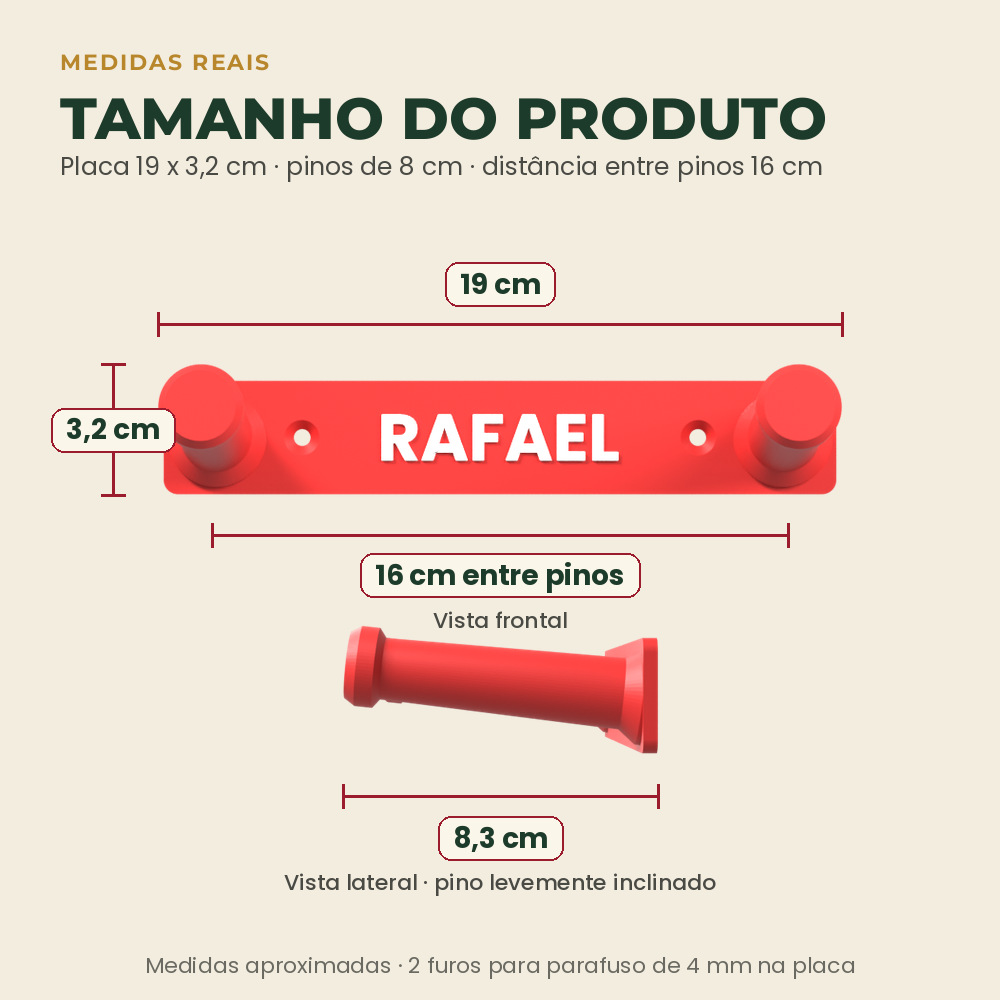 MEDIDAS REAIS
TAMANHO DO PRODUTO
Placa 19 x 3,2 cm · pinos de 8 cm · distância entre pinos 16 cm
19 cm
3,2 cm
RAFAEL
16 cm entre pinos
Vista frontal
8,3 cm
Vista lateral · pino levemente inclinado
Medidas aproximadas · 2 furos para parafuso de 4 mm na placa